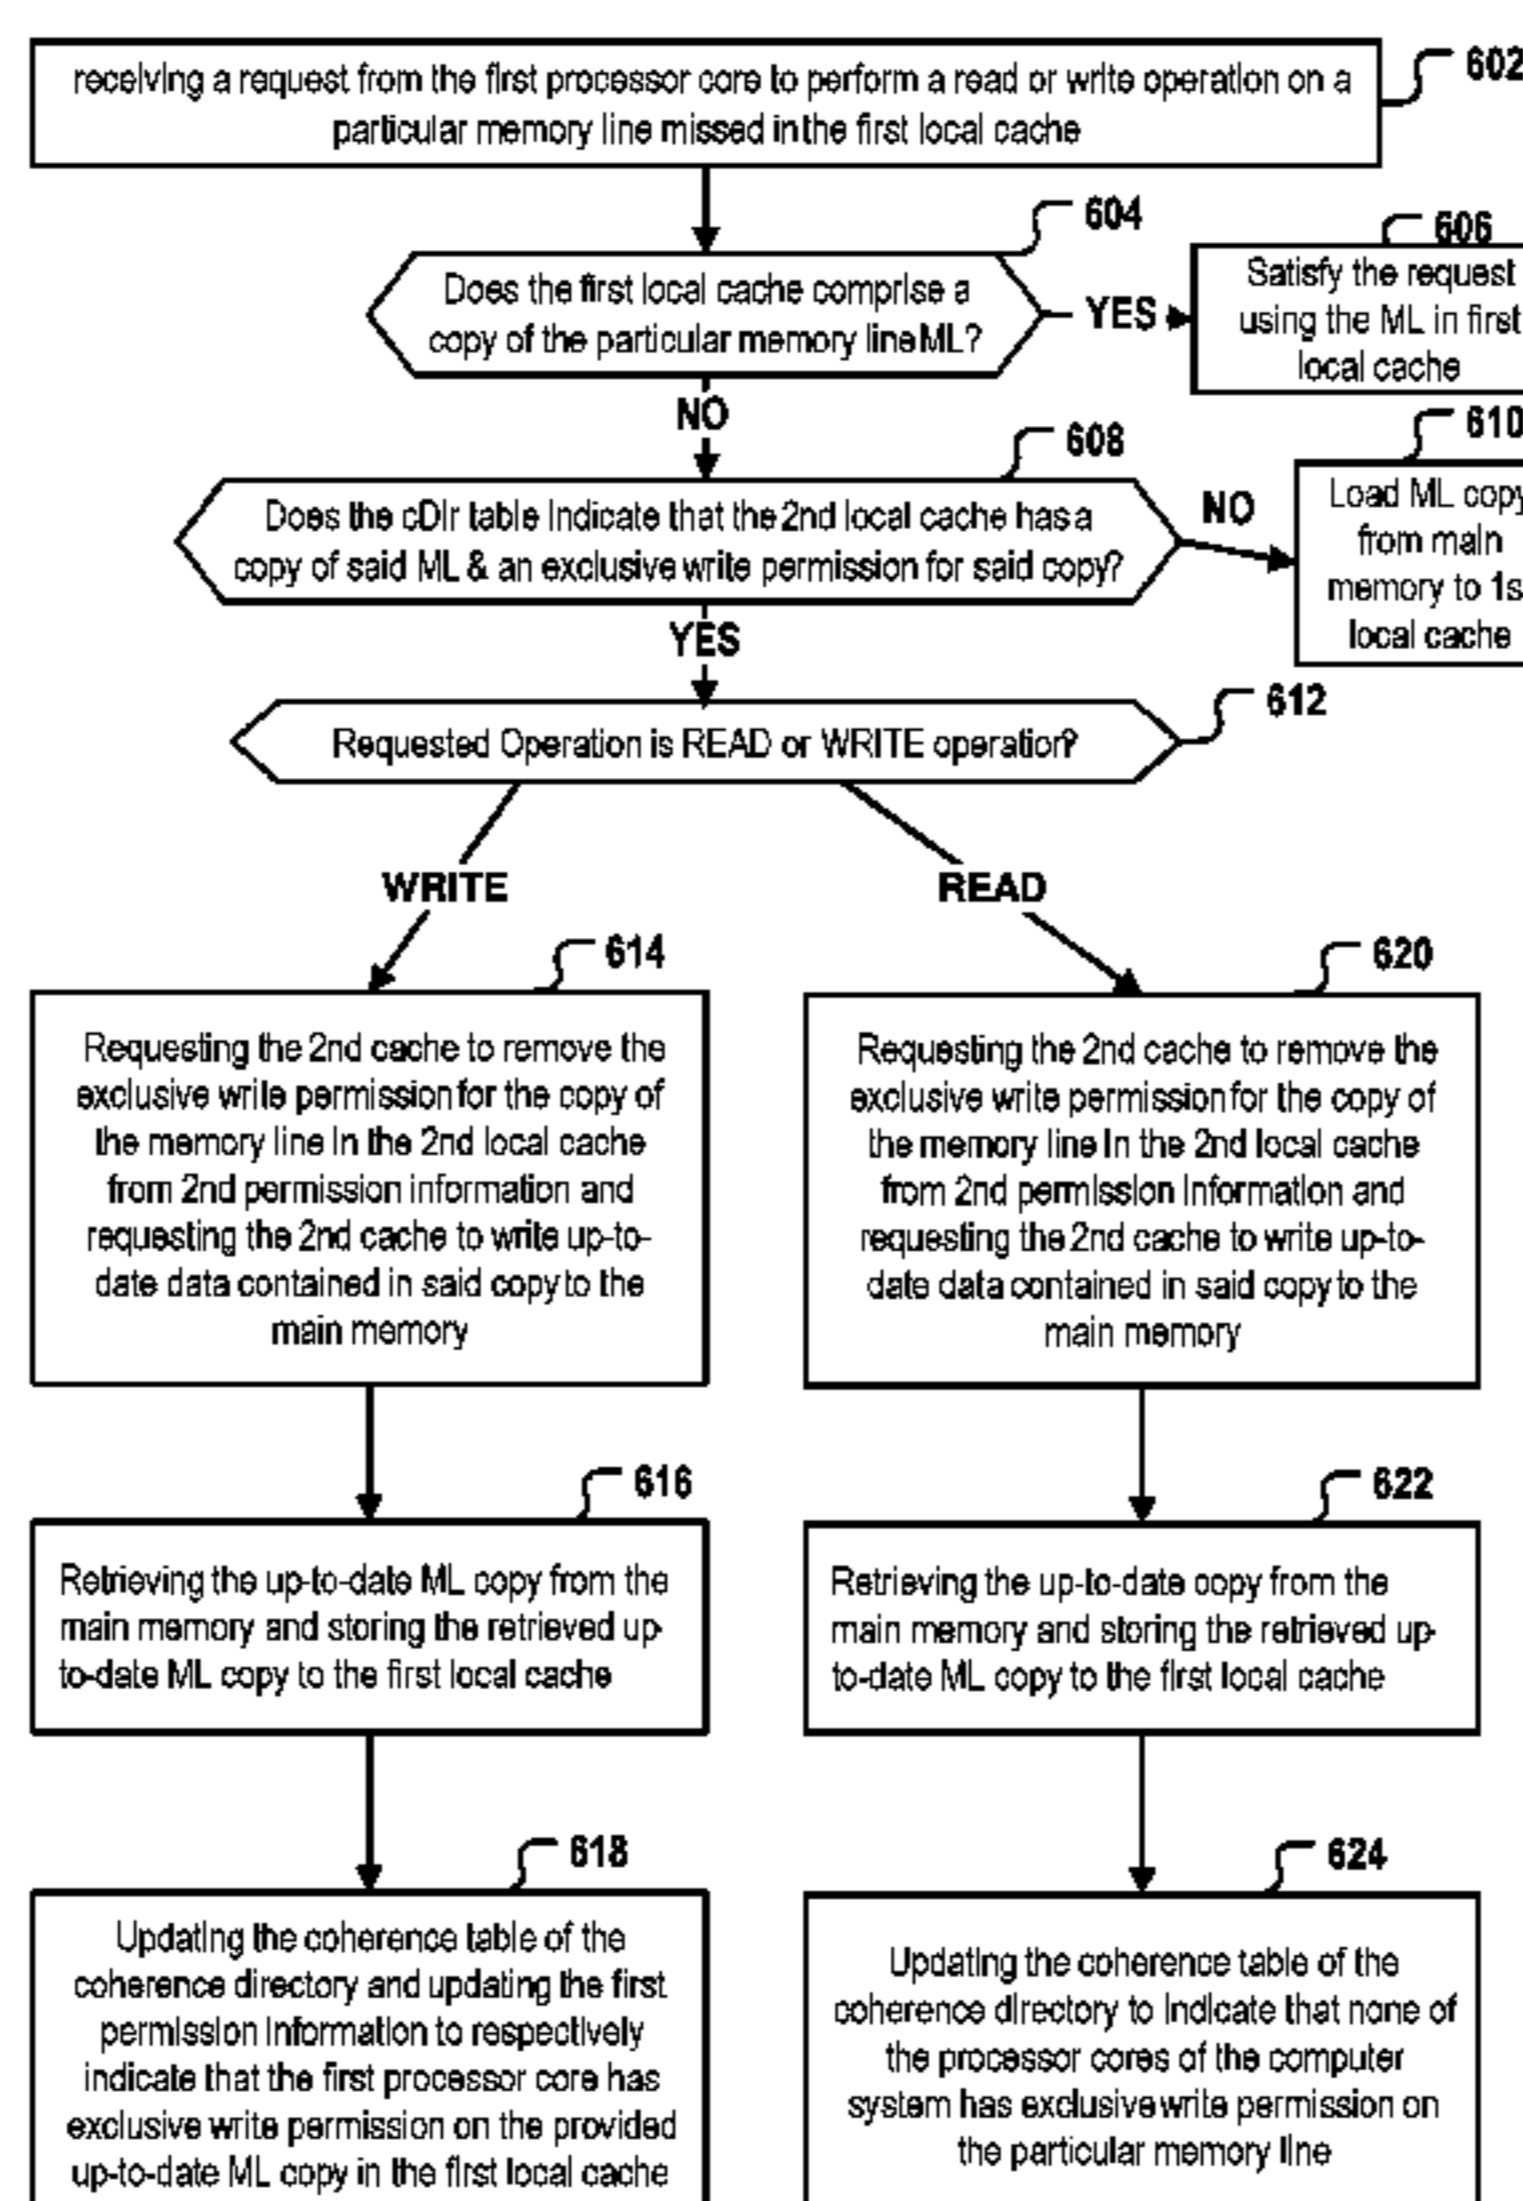 receiving a request from the first processor core to perform a read or write operation on a
particular memory line missed in the first local cache
602
604
Does the first local cache comprise a
copy of the particular memory line ML?
YES
606
Satisfy the request
using the ML in first
local cache
NO
608
Does the cDir table indicate that the 2nd local cache has a
copy of said ML & an exclusive write permission for said copy?
NO
610
Load ML copy
from main
memory to 1s
local cache
YES
612
Requested Operation is READ or WRITE operation?
WRITE
READ
614
Requesting the 2nd cache to remove the
exclusive write permission for the copy of
the memory line in the 2nd local cache
from 2nd permission information and
requesting the 2nd cache to write up-to-
date data contained in said copy to the
main memory
620
Requesting the 2nd cache to remove the
exclusive write permission for the copy of
the memory line in the 2nd local cache
from 2nd permission information and
requesting the 2nd cache to write up-to-
date data contained in said copy to the
main memory
616
Retrieving the up-to-date ML copy from the
main memory and storing the retrieved up-
to-date ML copy to the first local cache
622
Retrieving the up-to-date copy from the
main memory and storing the retrieved up-
to-date ML copy to the first local cache
618
Updating the coherence table of the
coherence directory and updating the first
permission information to respectively
indicate that the first processor core has
exclusive write permission on the provided
up-to-date ML copy in the first local cache
624
Updating the coherence table of the
coherence directory to indicate that none of
the processor cores of the computer
system has exclusive write permission on
the particular memory line